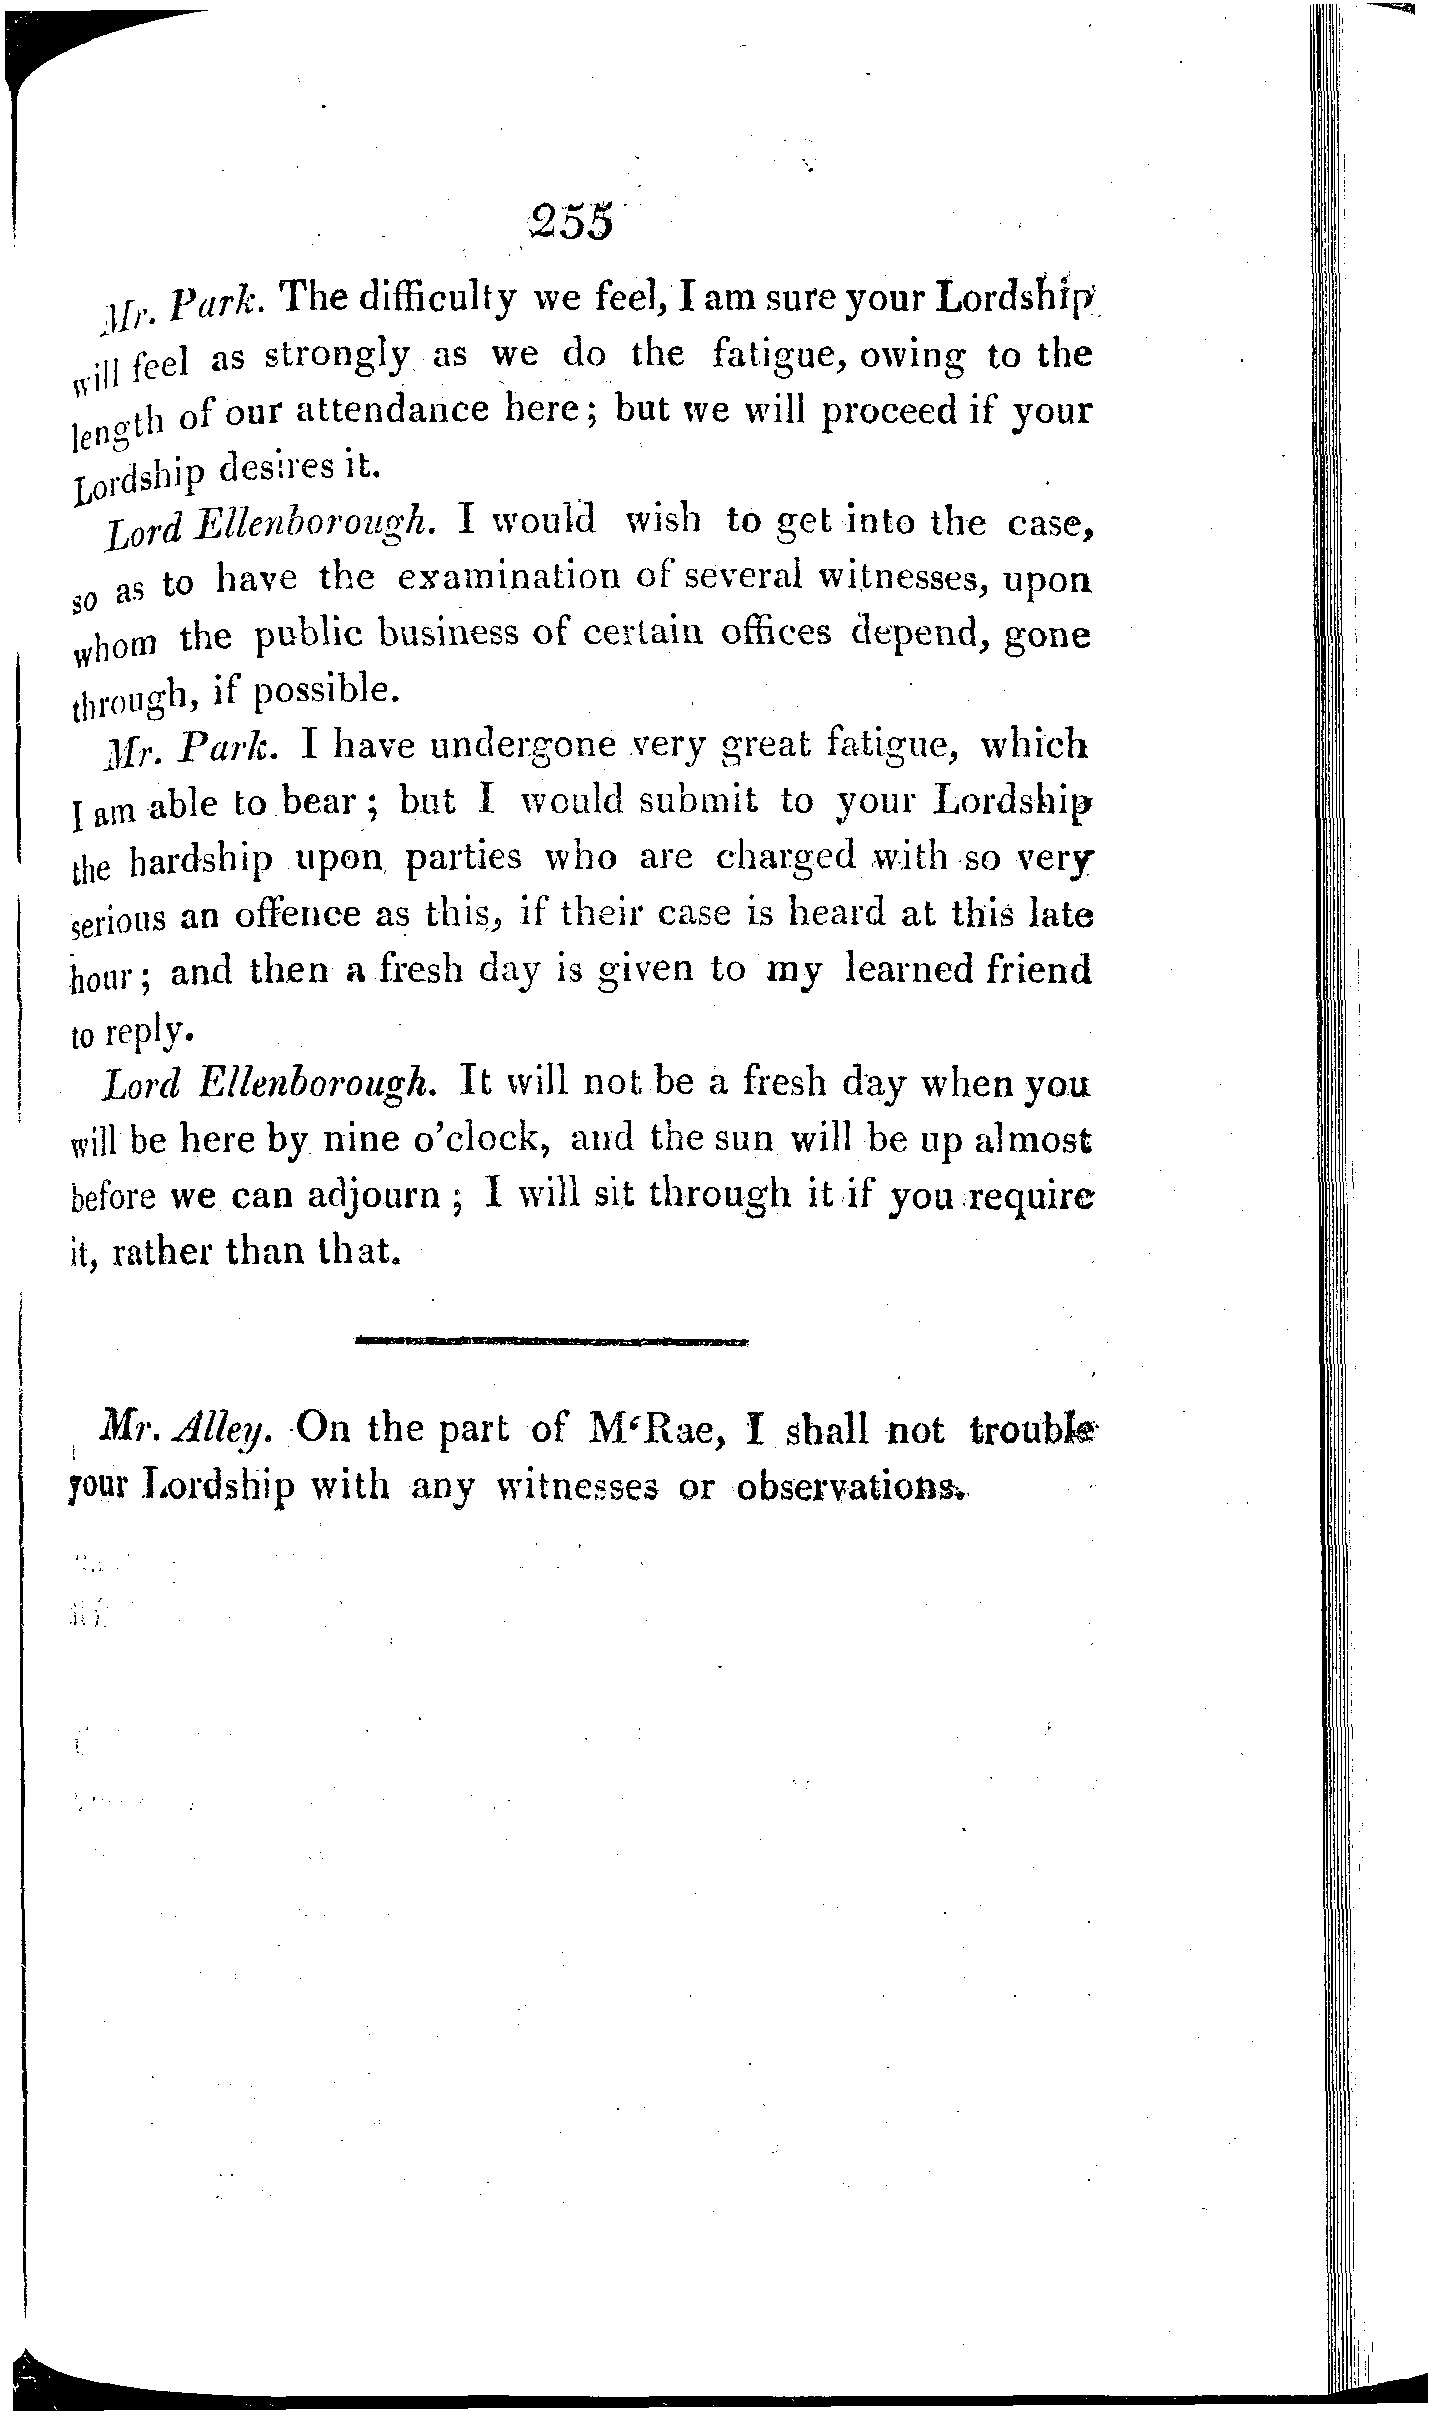 255
Mr. Park. The difficulty we feel, I am sure your Lordship
will feel as strongly as we do the fatigue, owing to the
length of our attendance here; but we will proceed if your
Lordship desires it.
Lord Ellenborough. I would wish to get into the case,
so as to have the examination of several witnesses, upon
whom the public business of certain offices depend, gone
through, if possible.
Mr. Park. I have undergone very great fatigue, which
I am able to bear; but I would submit to your Lordship
the hardship upon parties who are charged with so very
serious an offence as this, if their case is heard at this late
hour; and then a fresh day is given to my learned friend
to reply.
Lord Ellenborough. It will not be a fresh day when you
will be here by nine o'clock, and the sun will be up almost
before we can adjourn; I will sit through it if you require
it, rather than that.
Mr. Alley. On the part of M‘Rae, I shall not trouble
your Lordship with any witnesses or observations.